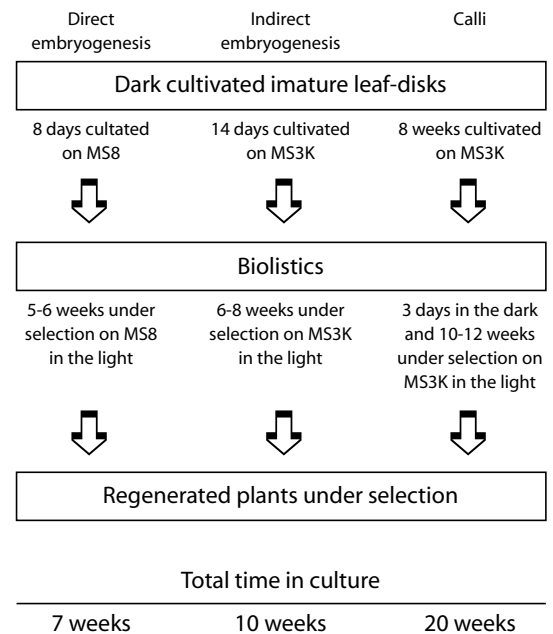 Direct
embryogenesis
Indirect
embryogenesis
Calli
Dark cultivated imature leaf-disks
8 days cultated
on MS8
14 days cultivated
on MS3K
8 weeks cultivated
on MS3K
Biolistics
5-6 weeks under
selection on MS8
in the light
6-8 weeks under
selection on MS3K
in the light
3 days in the dark
and 10-12 weeks
under selection on
MS3K in the light
Regenerated plants under selection
Total time in culture
7 weeks
10 weeks
20 weeks